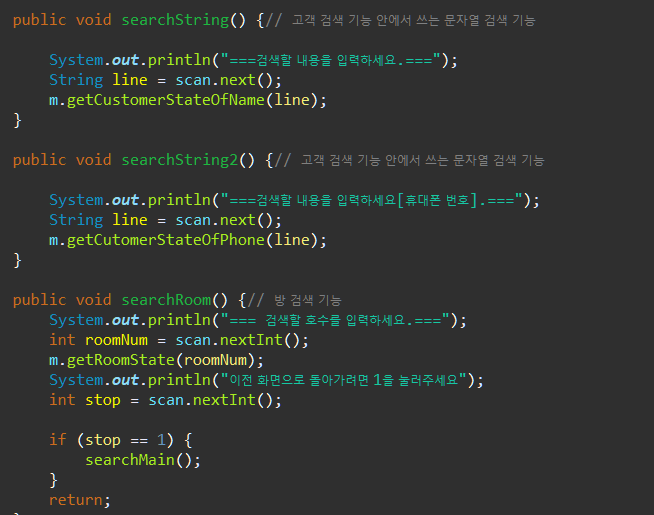 public void searchString() {// 고객 검색 기능 안에서 쓰는 문자열 검색 기능
System.out.println("===검색할 내용을 입력하세요.===");
String line = scan.next();
m.getCustomerStateOfName(line);
}
public void searchString2() {// 고객 검색 기능 안에서 쓰는 문자열 검색 기능
System.out.println("===검색할 내용을 입력하세요[휴대폰 번호].===");
String line = scan.next();
m.getCutomerStateOfPhone(line);
}
public void searchRoom() {// 방 검색 기능
System.out.println("=== 검색할 호수를 입력하세요.===");
int roomNum = scan.nextInt();
m.getRoomState(roomNum);
System.out.println("이전 화면으로 돌아가려면 1을 눌러주세요");
int stop = scan.nextInt();
if (stop == 1) {
searchMain();
}
return;
}